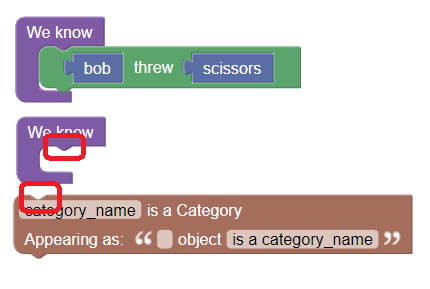 We know
bob threw scissors
We know
category_name is a Category
Appearing as: “ object is a category_name ”